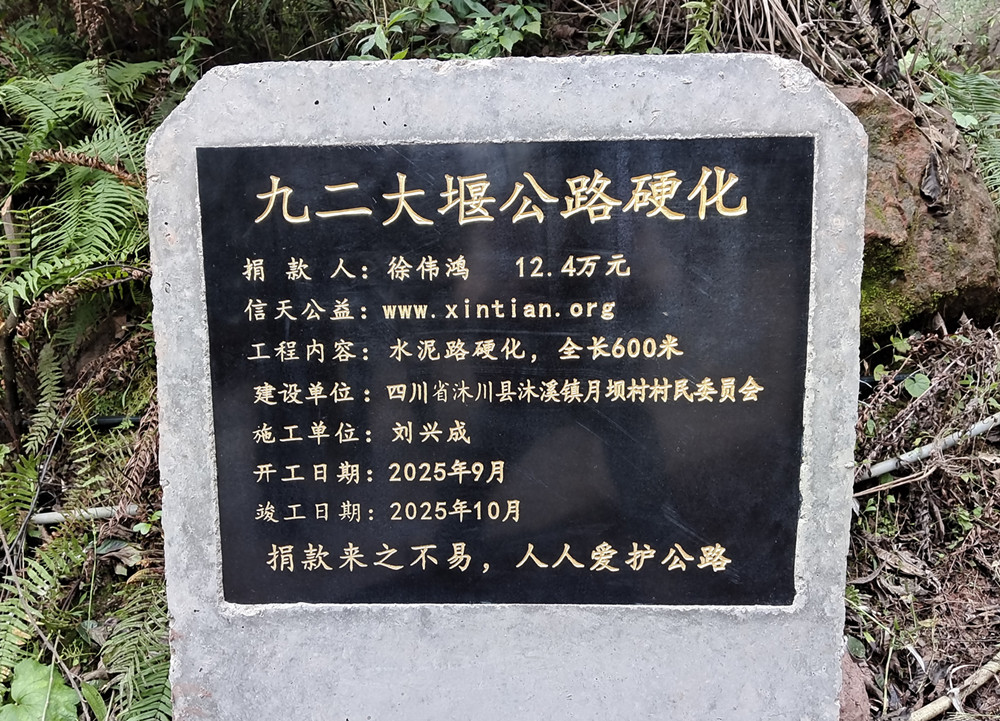 九二大堰公路硬化
捐款人：徐伟鸿 12.4万元
信天公益：www.xintian.org
工程内容：水泥路硬化，全长600米
建设单位：四川省沐川县沐溪镇月坝村村民委员会
施工单位：刘兴成
开工日期：2025年9月
竣工日期：2025年10月
捐款来之不易，人人爱护公路